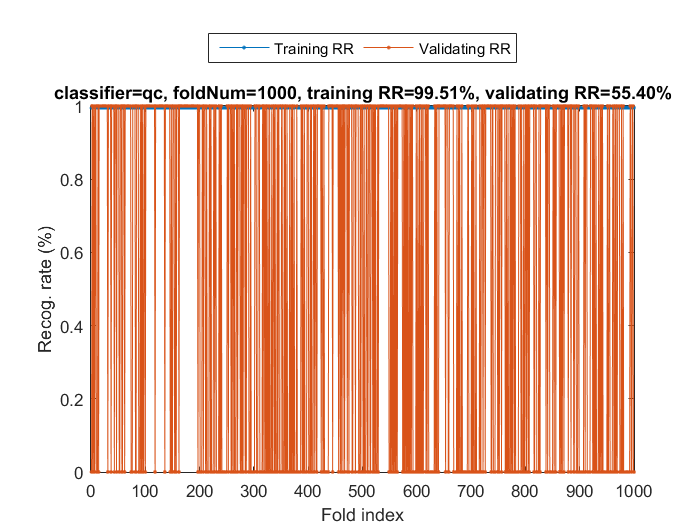 Training RR Validating RR
classifier=qc, foldNum=1000, training RR=99.51%, validating RR=55.40%
1
0.8
0.6
0.4
0.2
0
Recog. rate (%)
0 100 200 300 400 500 600 700 800 900 1000
Fold index